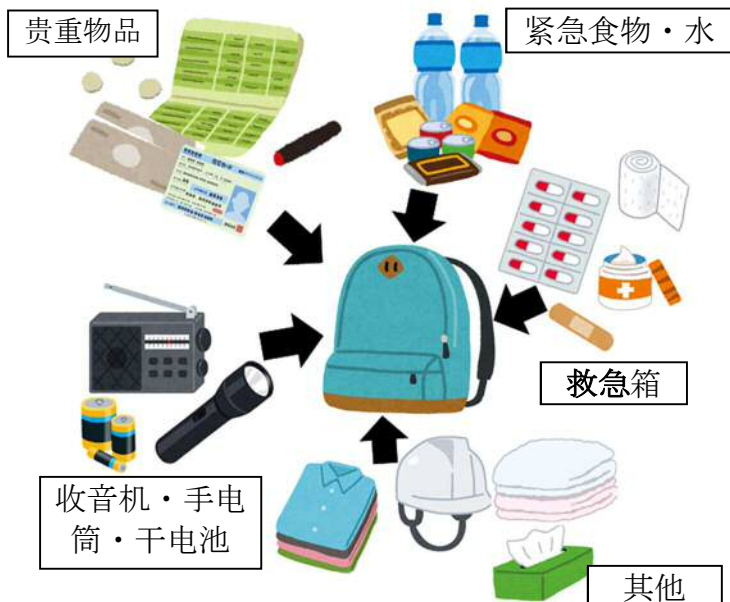 贵重物品
紧急食物・水
救急箱
收音机・手电
筒・干电池
其他